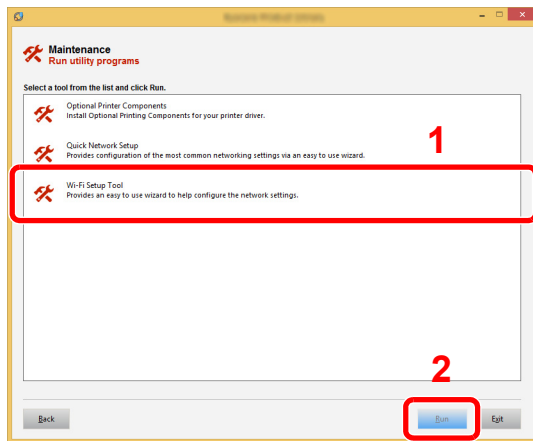 Maintenance
Run utility programs
Select a tool from the list and click Run.
Optional Printer Components
Install Optional Printing Components for your printer driver.
1
Quick Network Setup
Provides configuration of the most common networking settings via an easy to use wizard.
Wi-Fi Setup Tool
Provides an easy to use wizard to help configure the network settings.
2
Back
Run
Exit